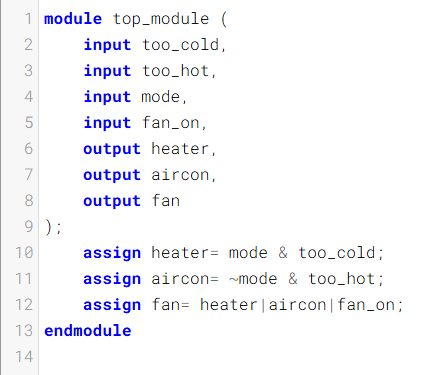 1 module top_module (
2     input too_cold,
3     input too_hot,
4     input mode,
5     input fan_on,
6     output heater,
7     output aircon,
8     output fan
9 );
10     assign heater= mode & too_cold;
11     assign aircon= ~mode & too_hot;
12     assign fan= heater|aircon|fan_on;
13 endmodule
14